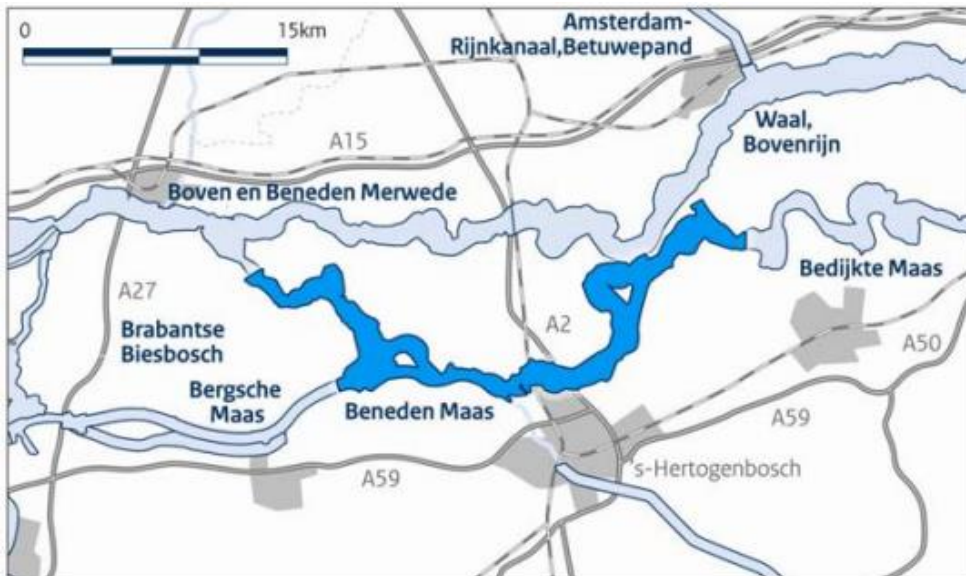 0
15km
Amsterdam-
Rijnkanaal,Betuwepand
Waal,
Bovenrijn
A15
Boven en Beneden Merwede
Bedijkte Maas
A27
A2
Brabantse
Biesbosch
A50
Bergsche
Maas
Beneden Maas
A59
's-Hertogenbosch
A59